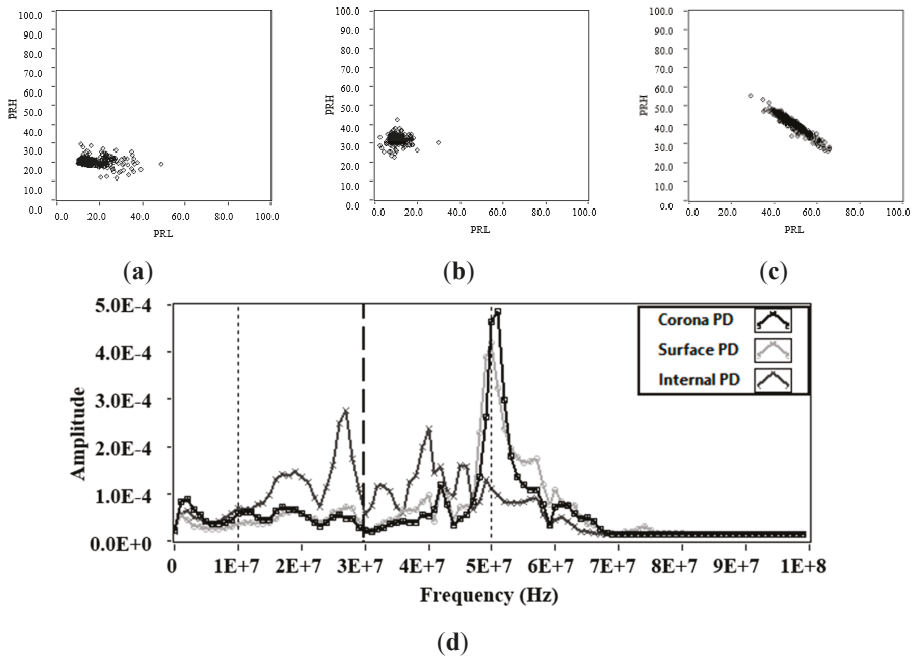 100.0 100.0 100.0
90.0 90.0 90.0
80.0 80.0 80.0
70.0 70.0 70.0
60.0 60.0 60.0
PRH 50.0 PRH 50.0 PRH 50.0
40.0 40.0 40.0
30.0 30.0 30.0
20.0 20.0 20.0
10.0 10.0 10.0
0.0 0.0 0.0
0.0 20.0 40.0 60.0 80.0 100.0 0.0 20.0 40.0 60.0 80.0 100.0 0.0 20.0 40.0 60.0 80.0 100.0
PRL PRL PRL
(a) (b) (c)
5.0E-4
Corona PD
Surface PD
4.0E-4
Internal PD
3.0E-4
Amplitude
2.0E-4
1.0E-4
0.0E+0
0 1E+7 2E+7 3E+7 4E+7 5E+7 6E+7 7E+7 8E+7 9E+7 1E+8
Frequency (Hz)
(d)